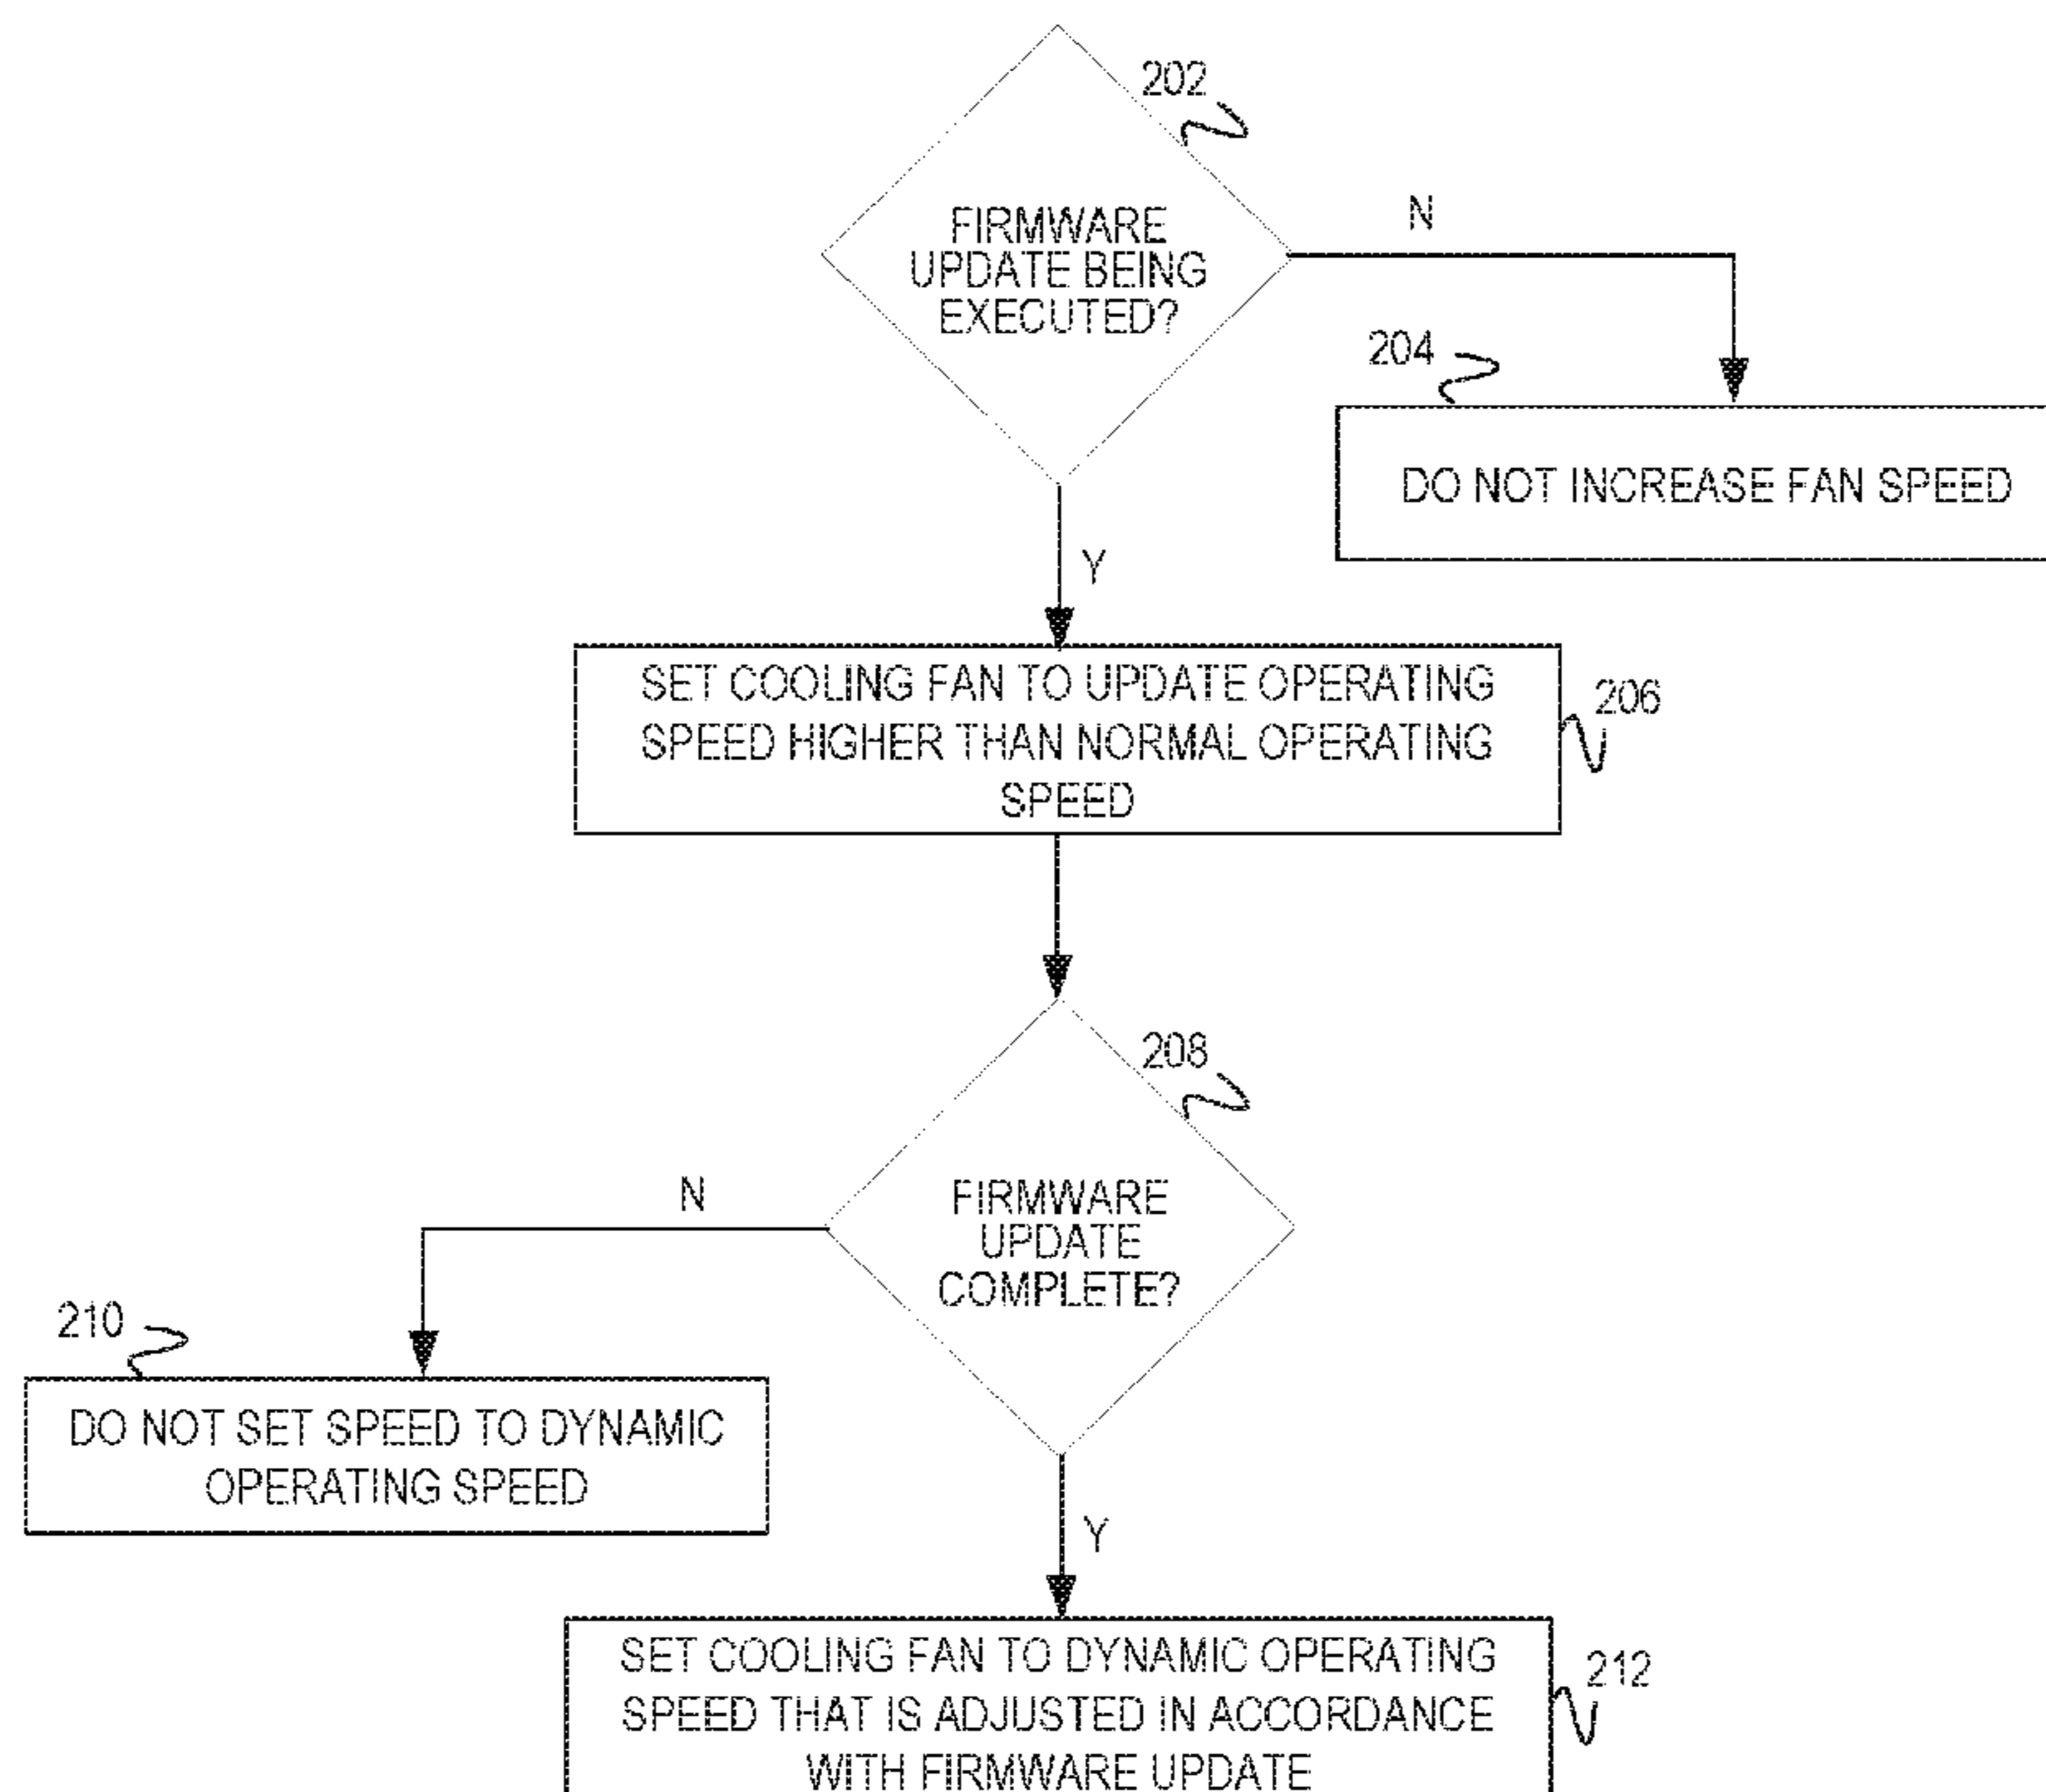 202
FIRMWARE
UPDATE BEING
EXECUTED?
N
204
DO NOT INCREASE FAN SPEED
Y
SET COOLING FAN TO UPDATE OPERATING
SPEED HIGHER THAN NORMAL OPERATING
SPEED
206
208
FIRMWARE
UPDATE
COMPLETE?
N
210
DO NOT SET SPEED TO DYNAMIC
OPERATING SPEED
Y
SET COOLING FAN TO DYNAMIC OPERATING
SPEED THAT IS ADJUSTED IN ACCORDANCE
WITH FIRMWARE UPDATE
212